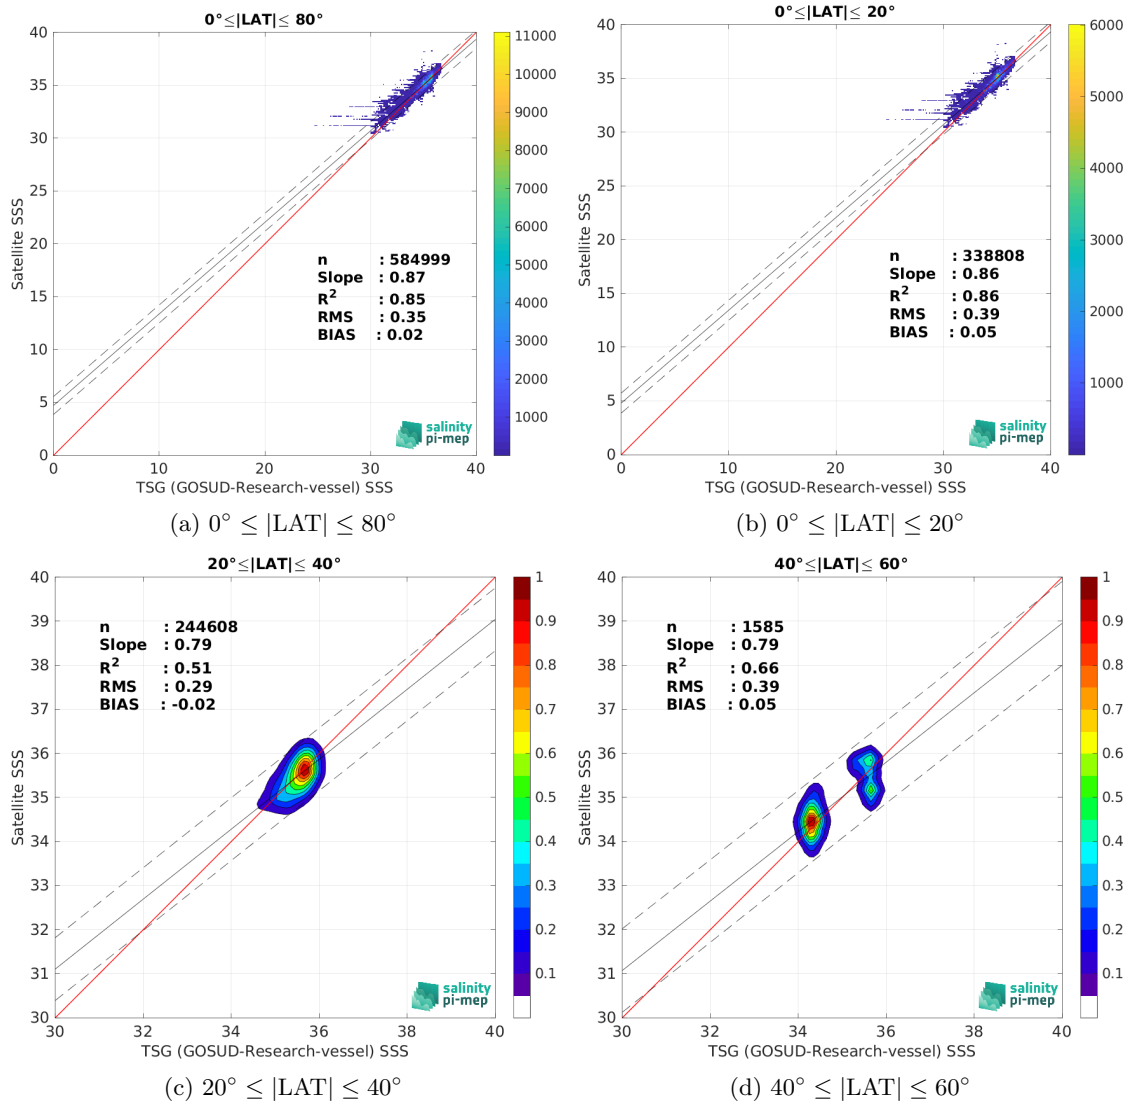 0°≤|LAT|≤ 80°
40
35
30
25
20
15
10
5
0
0
10
20
30
40
Satellite SSS
TSG (GOSUD-Research-vessel) SSS
n : 584999
Slope : 0.87
R² : 0.85
RMS : 0.35
BIAS : 0.02
salinity
pi-mep
11000
10000
9000
8000
7000
6000
5000
4000
3000
2000
1000
(a) 0° ≤ |LAT| ≤ 80°
0°≤|LAT|≤ 20°
40
35
30
25
20
15
10
5
0
0
10
20
30
40
Satellite SSS
TSG (GOSUD-Research-vessel) SSS
n : 338808
Slope : 0.86
R² : 0.86
RMS : 0.39
BIAS : 0.05
salinity
pi-mep
6000
5000
4000
3000
2000
1000
(b) 0° ≤ |LAT| ≤ 20°
20°≤|LAT|≤ 40°
40
39
38
37
36
35
34
33
32
31
30
30
32
34
36
38
40
Satellite SSS
TSG (GOSUD-Research-vessel) SSS
n : 244608
Slope : 0.79
R² : 0.51
RMS : 0.29
BIAS : -0.02
salinity
pi-mep
1
0.9
0.8
0.7
0.6
0.5
0.4
0.3
0.2
0.1
(c) 20° ≤ |LAT| ≤ 40°
40°≤|LAT|≤ 60°
40
39
38
37
36
35
34
33
32
31
30
30
32
34
36
38
40
Satellite SSS
TSG (GOSUD-Research-vessel) SSS
n : 1585
Slope : 0.79
R² : 0.66
RMS : 0.39
BIAS : 0.05
salinity
pi-mep
1
0.9
0.8
0.7
0.6
0.5
0.4
0.3
0.2
0.1
(d) 40° ≤ |LAT| ≤ 60°